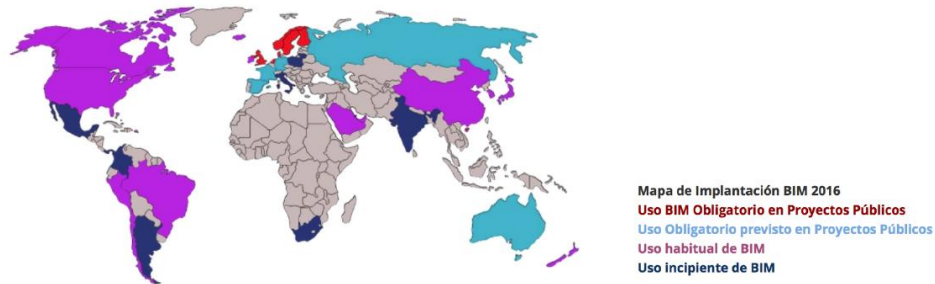 Mapa de Implantación BIM 2016
Uso BIM Obligatorio en Proyectos Públicos
Uso Obligatorio previsto en Proyectos Públicos
Uso habitual de BIM
Uso incipiente de BIM